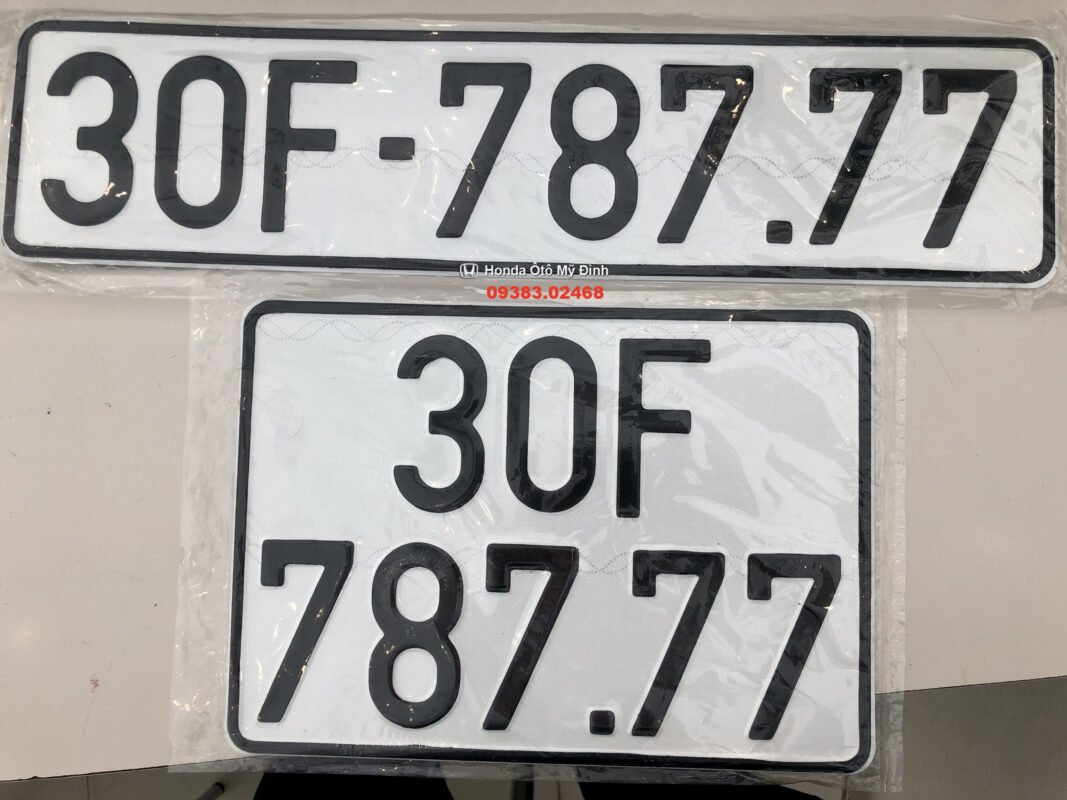 30F-787.77
Honda Ôtô Mỹ Đình
09383.02468
30F
787.77